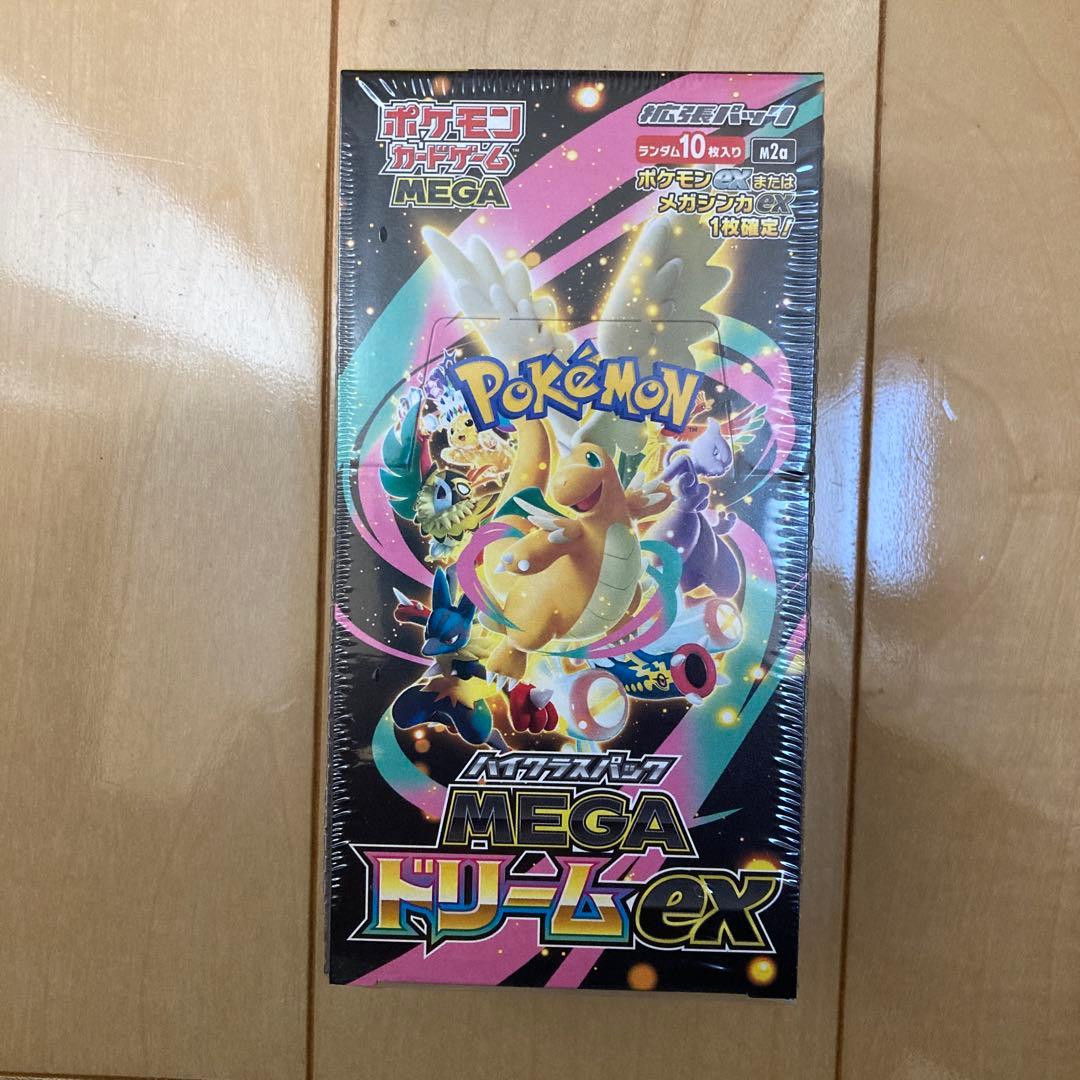 ポケモン
カードゲーム™
MEGA
拡張パック
ランダム10枚入り M2a
ポケモンexまたは
メガシンカex
1枚確定!
POKéMON™
ハイクラスパック
MEGA
ドリームex